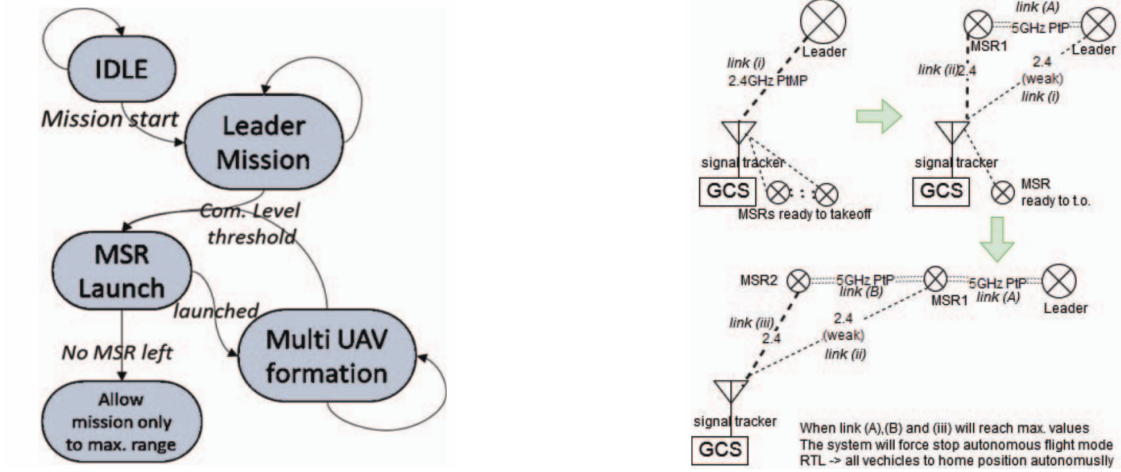 IDLE
Mission start
Leader
Mission
Com. Level
threshold
MSR
Launch
launched
Multi UAV
formation
No MSR left
Allow
mission only
to max. range
Leader
link (i)
2.4GHz PtMP
signal tracker
GCS
MSRs ready to takeoff
link (A)
5GHz PtP
MSR1
Leader
link (ii)
2.4
2.4
(weak)
link (i)
signal tracker
GCS
MSR
ready to t.o.
MSR2
5GHz PtP
link (B)
MSR1
5GHz PtP
link (A)
Leader
link (iii)
2.4
2.4
(weak)
link (ii)
signal tracker
GCS
When link (A),(B) and (iii) will reach max. values
The system will force stop autonomous flight mode
RTL -> all vechicles to home position autonomuslly